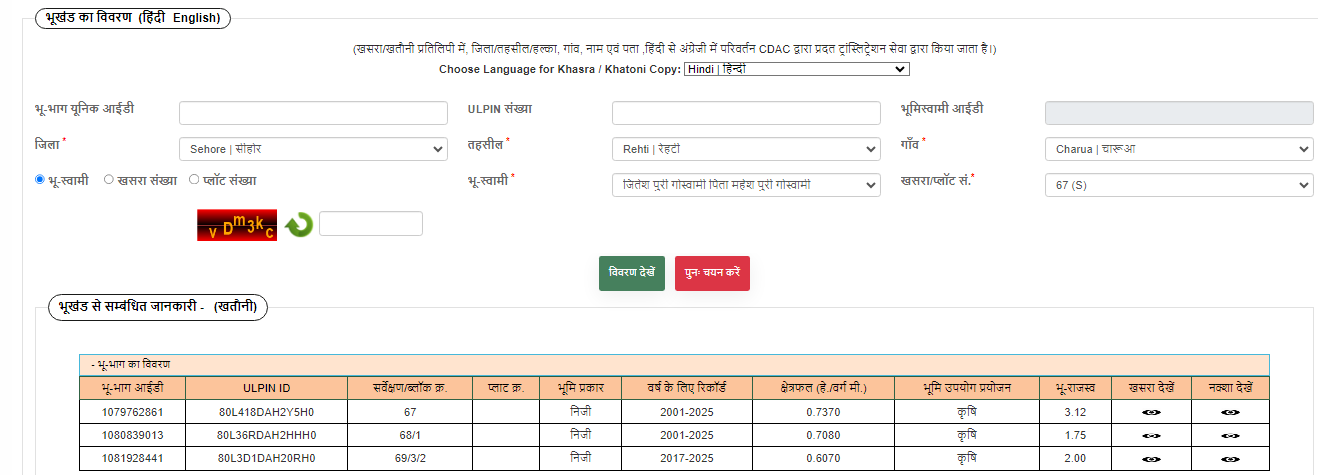 भूखंड का विवरण (हिंदी English)
(खसरा/खतौनी प्रतिलिपी में, जिला/तहसील/हल्का, गांव, नाम एवं पता ,हिंदी से अंग्रेजी में परिवर्तन CDAC द्वारा प्रदत ट्रांस्लिट्रेशन सेवा द्वारा किया जाता है।)
Choose Language for Khasra / Khatoni Copy: Hindi | हिन्दी
भू-भाग यूनिक आईडी ULPIN संख्या भूमिस्वामी आईडी
जिला * Sehore | सीहोर तहसील * Rehti | रेहटी गाँव * Charua | चारूआ
भू-स्वामी खसरा संख्या प्लॉट संख्या भू-स्वामी * जितेश पुरी गोस्वामी पिता महेश पुरी गोस्वामी खसरा/प्लॉट सं.* 67 (S)
v D m 3 k c
विवरण देखें पुनः चयन करें
भूखंड से सम्बंधित जानकारी - (खतौनी)
- भू-भाग का विवरण
भू-भाग आईडी ULPIN ID सर्वेक्षण/ब्लॉक क्र. प्लाट क्र. भूमि प्रकार वर्ष के लिए रिकॉर्ड क्षेत्रफल (हे./वर्ग मी.) भूमि उपयोग प्रयोजन भू-राजस्व खसरा देखें नक्शा देखें
1079762861 80L418DAH2Y5H0 67 निजी 2001-2025 0.7370 कृषि 3.12
1080839013 80L36RDAH2HHH0 68/1 निजी 2001-2025 0.7080 कृषि 1.75
1081928441 80L3D1DAH20RH0 69/3/2 निजी 2017-2025 0.6070 कृषि 2.00